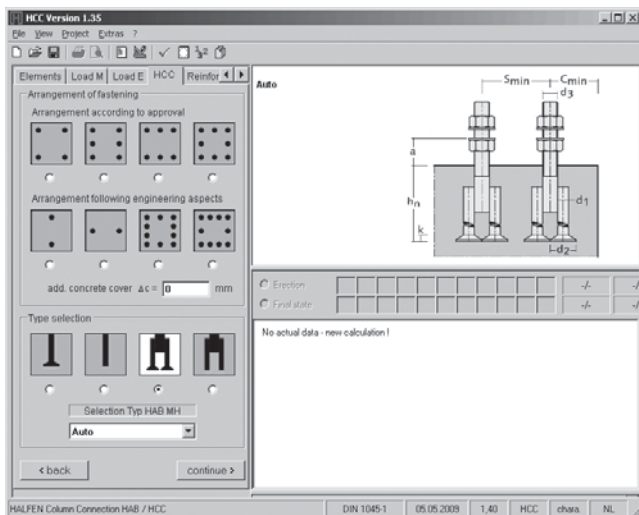 HCC Version 1.35
File View Project Extras ?
Elements Load M Load E HCC Reinfor
Arrangement of fastening
Arrangement according to approval
Arrangement following engineering aspects
add. concrete cover Δc = 0 mm
Type selection
Selection Typ HAB MH
Auto
< back continue >
Auto
Smin Cmin
d3
a
hn
d1
k
d2
Erection -/- -/
Final state -/- -/
No actual data - new calculation !
HALFEN Column Connection HAB / HCC DIN 1045-1 05.05.2009 1,40 HCC chara. NL